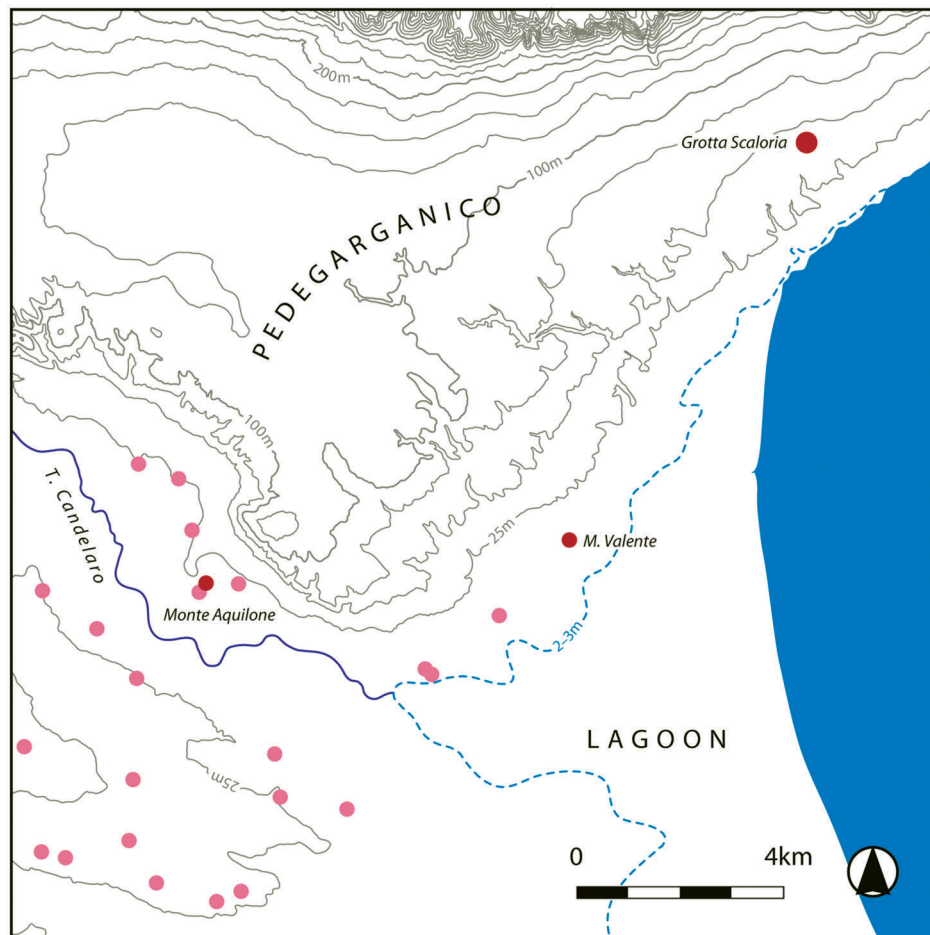 200m
Grotta Scaloria
100m
PEDEGARGANICO
100m
T. Candelaro
25m
M. Valente
Monte Aquilone
2–3m
LAGOON
25m
0 4km